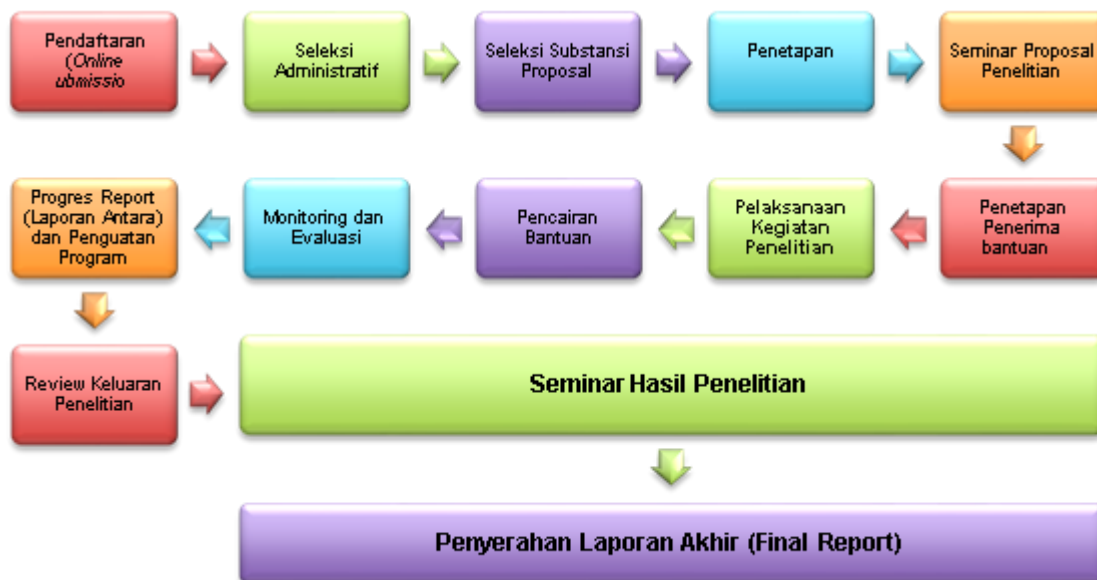 Pendaftaran
(Online
ubmissio
Seleksi
Administratif
Seleksi Substansi
Proposal
Penetapan
Seminar Proposal
Penelitian
Penetapan
Penerima
bantuan
Pelaksanaan
Kegiatan
Penelitian
Pencairan
Bantuan
Monitoring dan
Evaluasi
Progres Report
(Laporan Antara)
dan Penguatan
Program
Review Keluaran
Penelitian
Seminar Hasil Penelitian
Penyerahan Laporan Akhir (Final Report)